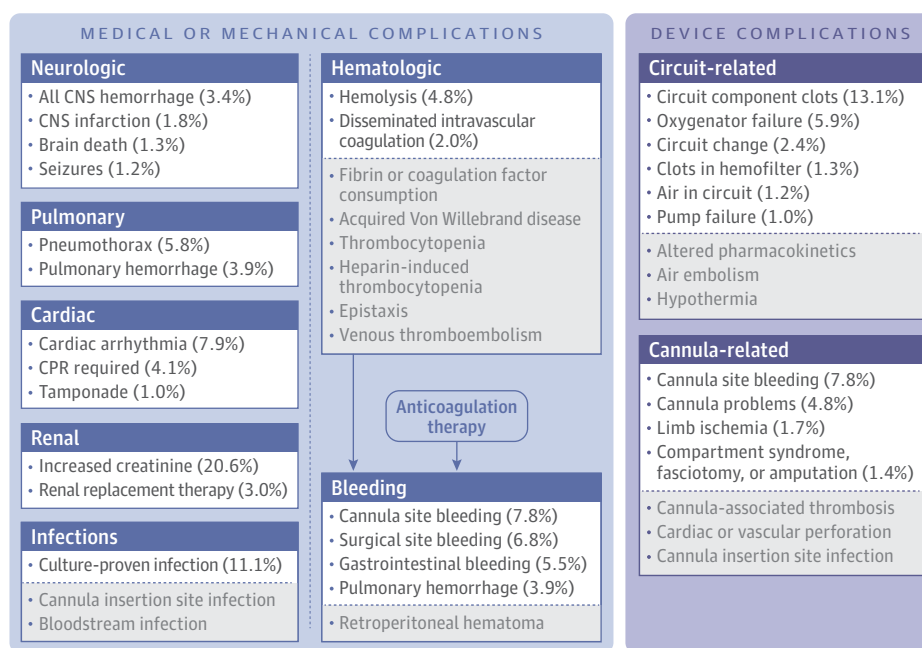 MEDICAL OR MECHANICAL COMPLICATIONS
Neurologic
• All CNS hemorrhage (3.4%)
• CNS infarction (1.8%)
• Brain death (1.3%)
• Seizures (1.2%)
Pulmonary
• Pneumothorax (5.8%)
• Pulmonary hemorrhage (3.9%)
Cardiac
• Cardiac arrhythmia (7.9%)
• CPR required (4.1%)
• Tamponade (1.0%)
Renal
• Increased creatinine (20.6%)
• Renal replacement therapy (3.0%)
Infections
• Culture-proven infection (11.1%)
• Cannula insertion site infection
• Bloodstream infection
Hematologic
• Hemolysis (4.8%)
• Disseminated intravascular
coagulation (2.0%)
• Fibrin or coagulation factor
consumption
• Acquired Von Willebrand disease
• Thrombocytopenia
• Heparin-induced
thrombocytopenia
• Epistaxis
• Venous thromboembolism
Anticoagulation
therapy
Bleeding
• Cannula site bleeding (7.8%)
• Surgical site bleeding (6.8%)
• Gastrointestinal bleeding (5.5%)
• Pulmonary hemorrhage (3.9%)
• Retroperitoneal hematoma
DEVICE COMPLICATIONS
Circuit-related
• Circuit component clots (13.1%)
• Oxygenator failure (5.9%)
• Circuit change (2.4%)
• Clots in hemofilter (1.3%)
• Air in circuit (1.2%)
• Pump failure (1.0%)
• Altered pharmacokinetics
• Air embolism
• Hypothermia
Cannula-related
• Cannula site bleeding (7.8%)
• Cannula problems (4.8%)
• Limb ischemia (1.7%)
• Compartment syndrome,
fasciotomy, or amputation (1.4%)
• Cannula-associated thrombosis
• Cardiac or vascular perforation
• Cannula insertion site infection